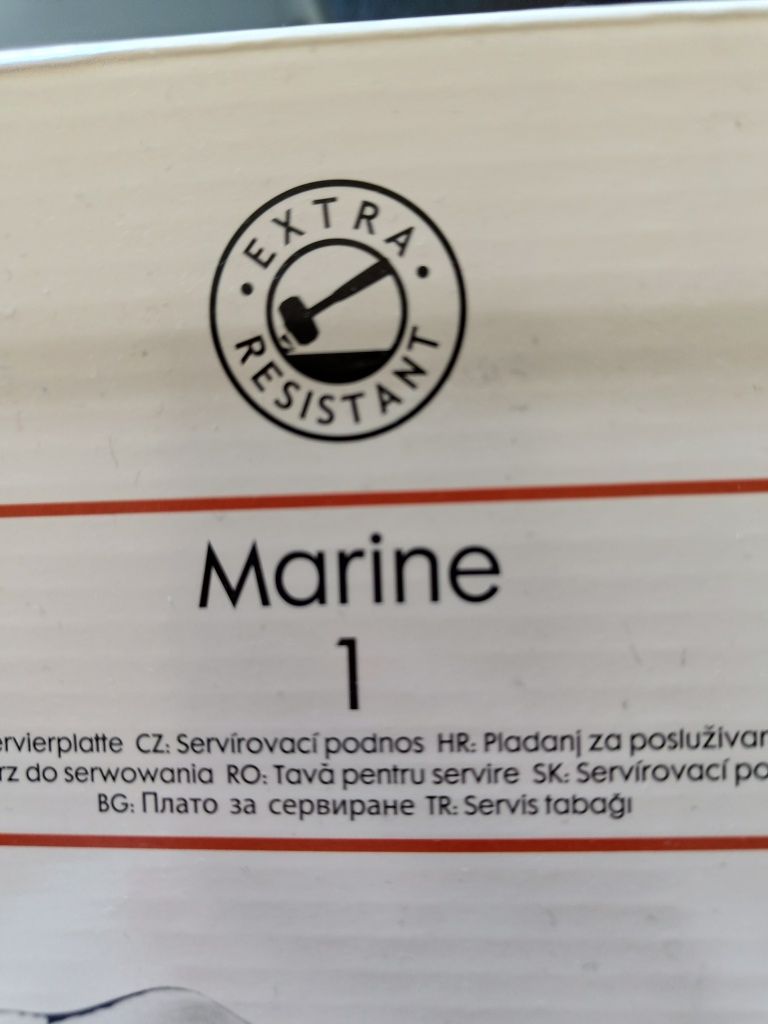 EXTRA
RESISTANT
Marine
1
CZ: Servírovací podnos HR: Pladanj za
do serwowania RO: Tavă pentru servire SK: Servírovací
BG: Плато за сервиране TR: Servis tabağı